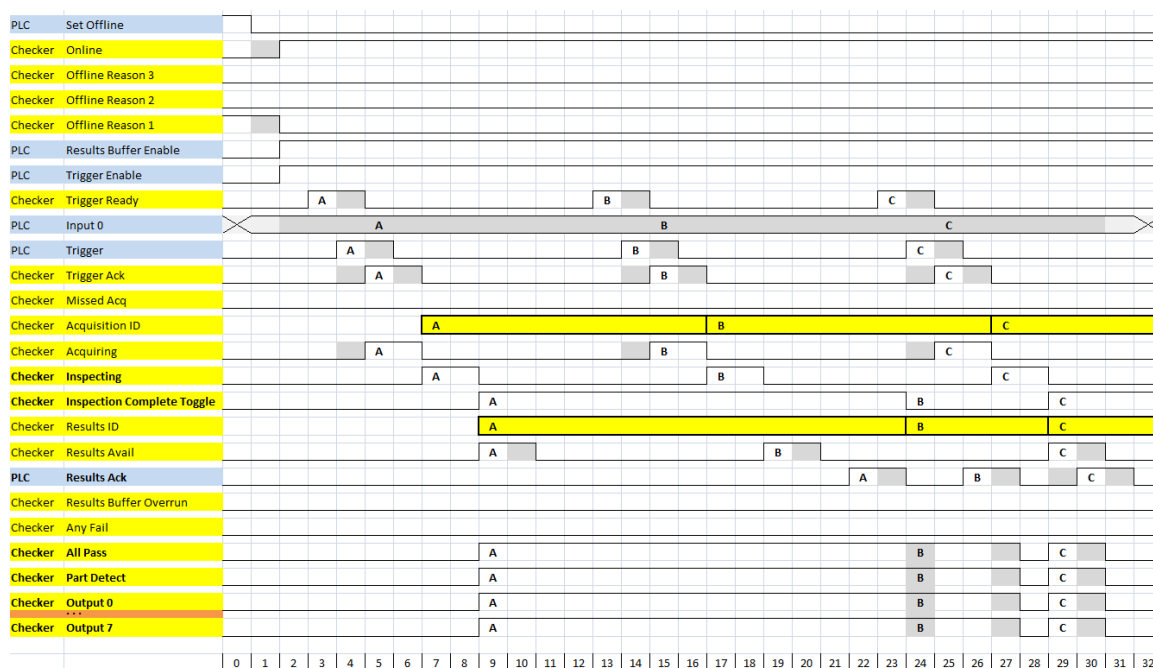 PLC Set Offline
Checker Online
Checker Offline Reason 3
Checker Offline Reason 2
Checker Offline Reason 1
PLC Results Buffer Enable
PLC Trigger Enable
Checker Trigger Ready A B C
PLC Input 0 A B C
PLC Trigger A B C
Checker Trigger Ack A B C
Checker Missed Acq
Checker Acquisition ID A B C
Checker Acquiring A B C
Checker Inspecting A B C
Checker Inspection Complete Toggle A B C
Checker Results ID A B C
Checker Results Avail A B C
PLC Results Ack A B C
Checker Results Buffer Overrun
Checker Any Fail
Checker All Pass A B C
Checker Part Detect A B C
Checker Output 0 A B C
...
Checker Output 7 A B C
0 1 2 3 4 5 6 7 8 9 10 11 12 13 14 15 16 17 18 19 20 21 22 23 24 25 26 27 28 29 30 31 32